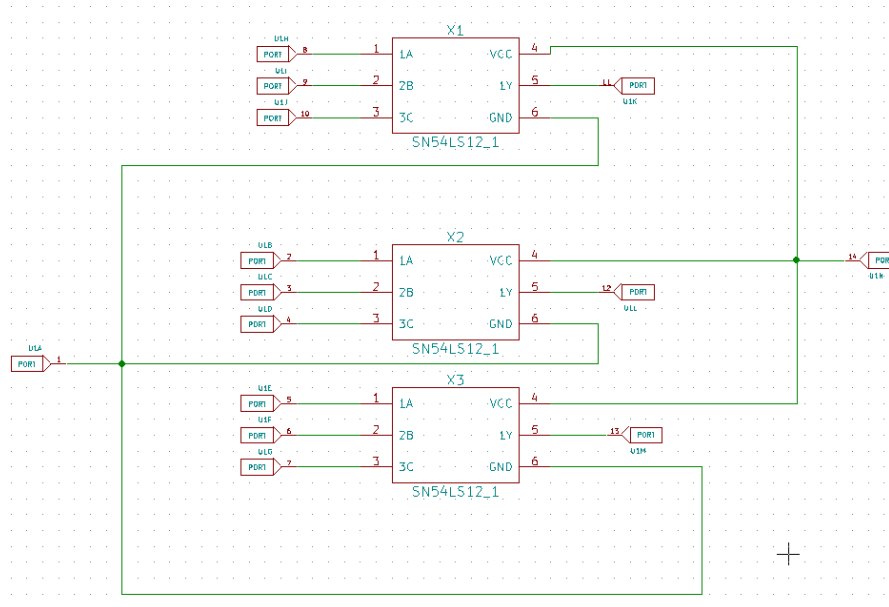 X1
U1H
PORT 8 1 1A VCC 4
U1I
PORT 9 2 2B 1Y 5 11 PORT
U1K
U1J
PORT 10 3 3C GND 6
SN54LS12_1
X2
U1B
PORT 2 1 1A VCC 4 14 POR
U1N
U1C
PORT 3 2 2B 1Y 5 12 PORT
U1L
U1D
PORT 4 3 3C GND 6
SN54LS12_1
U1A
PORT 1
X3
U1E
PORT 5 1 1A VCC 4
U1F
PORT 6 2 2B 1Y 5 13 PORT
U1M
U1G
PORT 7 3 3C GND 6
SN54LS12_1